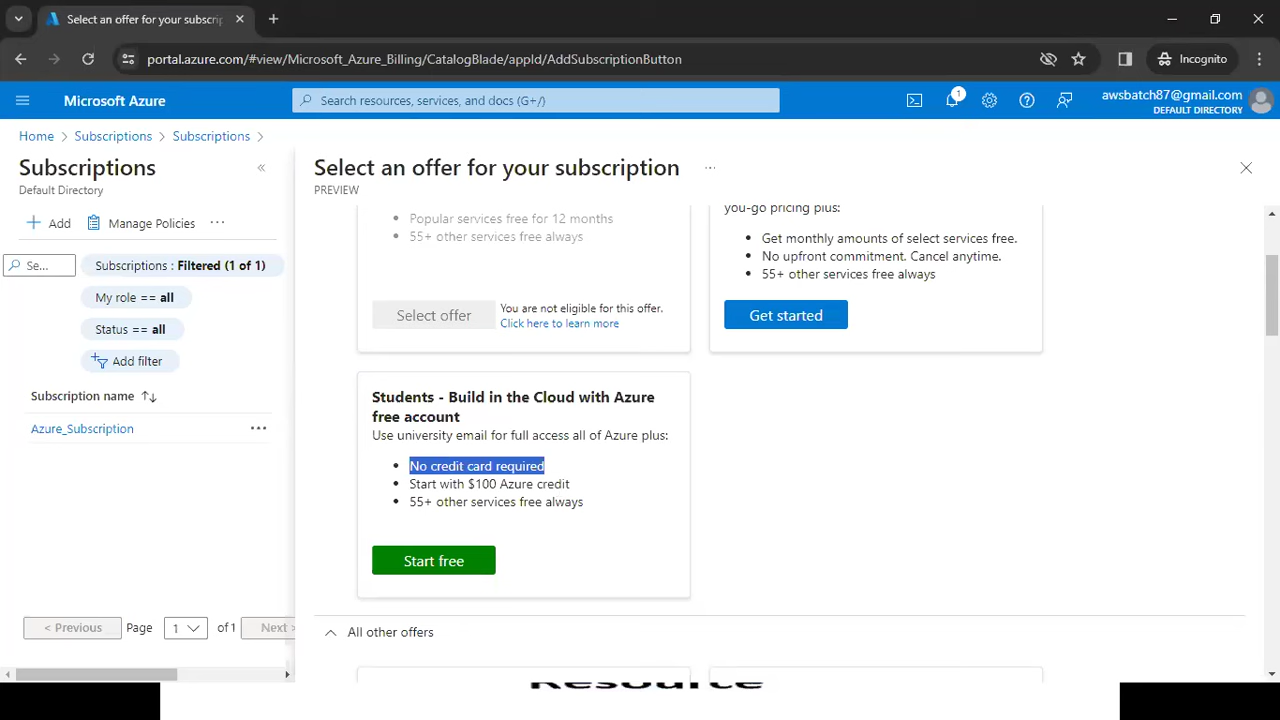 Select an offer for your subscrip
portal.azure.com/#view/Microsoft_Azure_Billing/CatalogBlade/appId/AddSubscriptionButton
Incognito
Microsoft Azure
Search resources, services, and docs (G+/)
1
awsbatch87@gmail.com
DEFAULT DIRECTORY
Home > Subscriptions > Subscriptions >
Subscriptions
Default Directory
Add
Manage Policies
Se...
Subscriptions : Filtered (1 of 1)
My role == all
Status == all
Add filter
Subscription name
Azure_Subscription
< Previous
Page
1
of 1
Next >
Select an offer for your subscription
PREVIEW
• Popular services free for 12 months
• 55+ other services free always
Select offer
You are not eligible for this offer.
Click here to learn more
you-go pricing plus:
• Get monthly amounts of select services free.
• No upfront commitment. Cancel anytime.
• 55+ other services free always
Get started
Students - Build in the Cloud with Azure
free account
Use university email for full access all of Azure plus:
• No credit card required
• Start with $100 Azure credit
• 55+ other services free always
Start free
All other offers
Resource